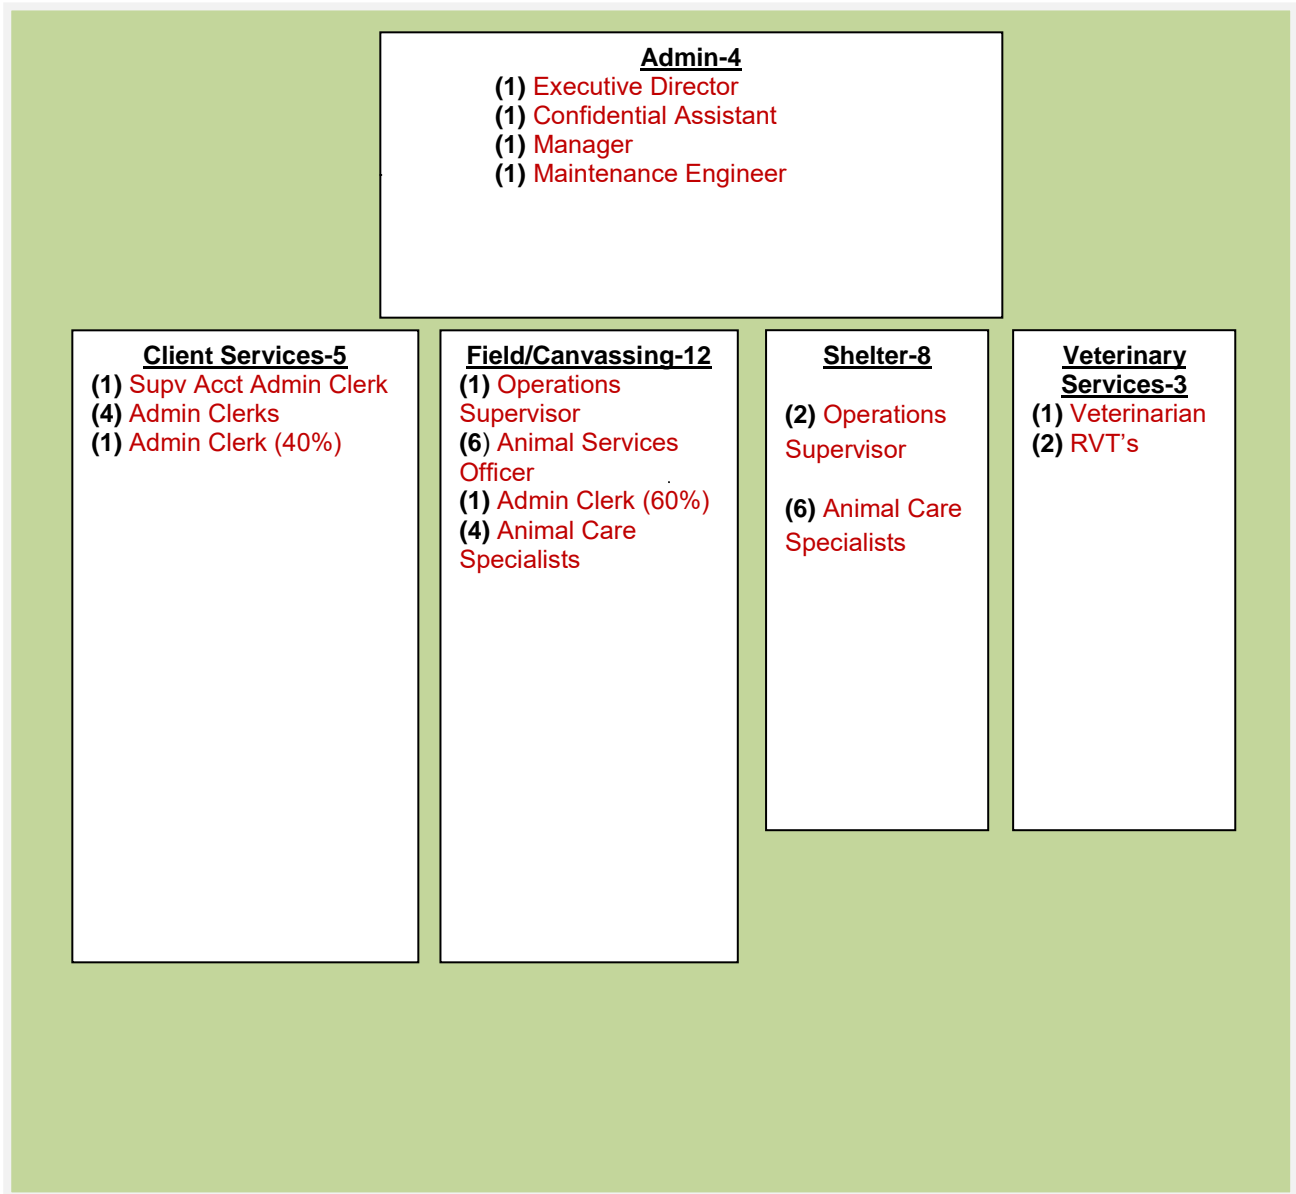 Admin-4
(1) Executive Director
(1) Confidential Assistant
(1) Manager
(1) Maintenance Engineer
Client Services-5
(1) Supv Acct Admin Clerk
(4) Admin Clerks
(1) Admin Clerk (40%)
Field/Canvassing-12
(1) Operations
Supervisor
(6) Animal Services
Officer
(1) Admin Clerk (60%)
(4) Animal Care
Specialists
Shelter-8
(2) Operations
Supervisor
(6) Animal Care
Specialists
Veterinary
Services-3
(1) Veterinarian
(2) RVT’s